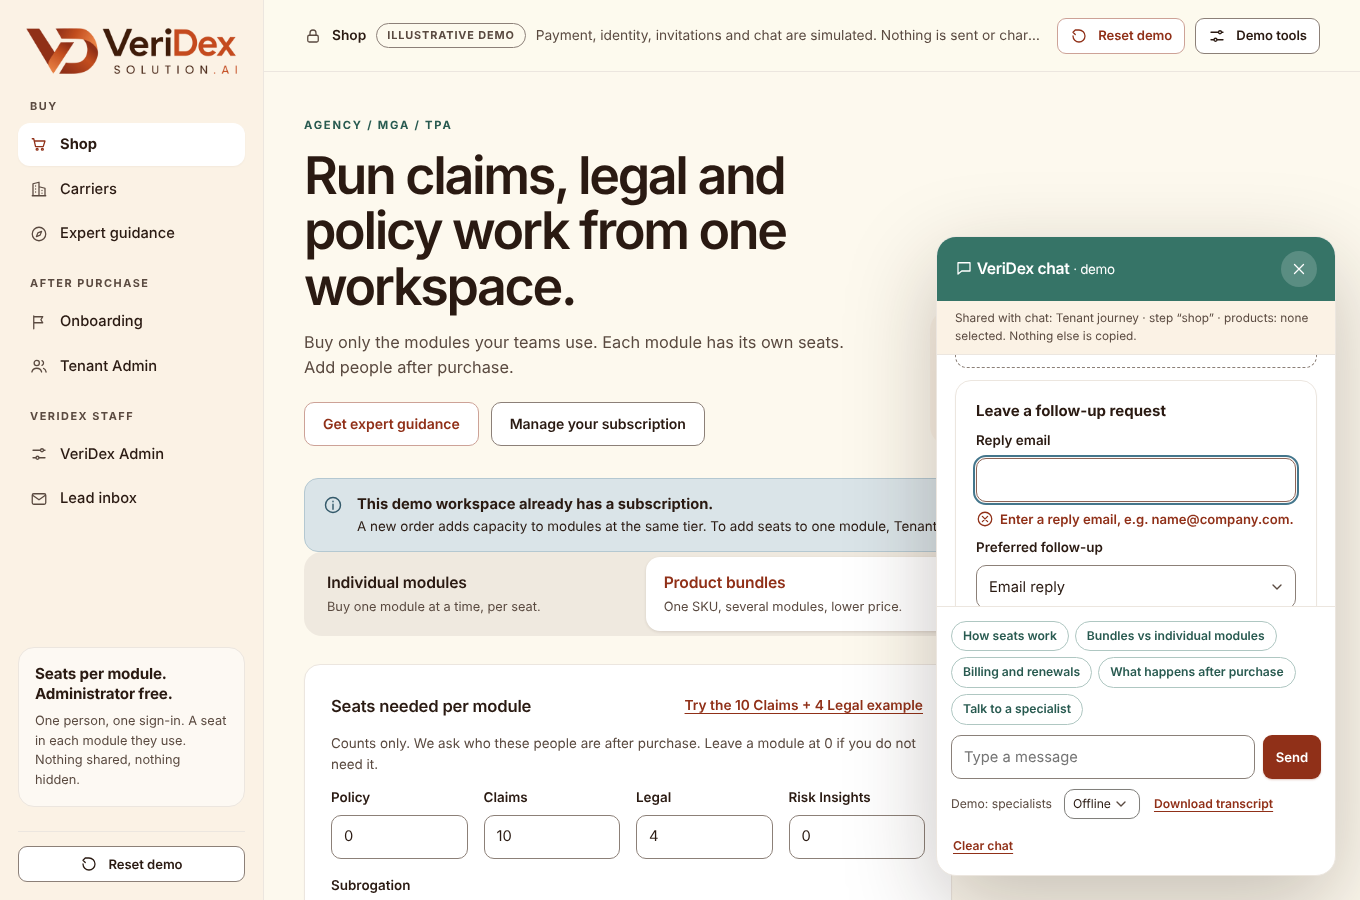 VeriDex
SOLUTION.AI
BUY
Shop
Carriers
Expert guidance
AFTER PURCHASE
Onboarding
Tenant Admin
VERIDEX STAFF
VeriDex Admin
Lead inbox
Seats per module.
Administrator free.
One person, one sign-in. A seat
in each module they use.
Nothing shared, nothing
hidden.
Reset demo
Shop
ILLUSTRATIVE DEMO
Payment, identity, invitations and chat are simulated. Nothing is sent or char...
Reset demo
Demo tools
AGENCY / MGA / TPA
Run claims, legal and
policy work from one
workspace.
Buy only the modules your teams use. Each module has its own seats.
Add people after purchase.
Get expert guidance
Manage your subscription
This demo workspace already has a subscription.
A new order adds capacity to modules at the same tier. To add seats to one module, Tenant
Individual modules
Buy one module at a time, per seat.
Product bundles
One SKU, several modules, lower price.
Seats needed per module
Try the 10 Claims + 4 Legal example
Counts only. We ask who these people are after purchase. Leave a module at 0 if you do not
need it.
Policy
Claims
Legal
Risk Insights
0
10
4
0
Subrogation
VeriDex chat · demo
Shared with chat: Tenant journey · step “shop” · products: none
selected. Nothing else is copied.
Leave a follow-up request
Reply email
Enter a reply email, e.g. name@company.com.
Preferred follow-up
Email reply
How seats work
Bundles vs individual modules
Billing and renewals
What happens after purchase
Talk to a specialist
Type a message
Send
Demo: specialists
Offline
Download transcript
Clear chat